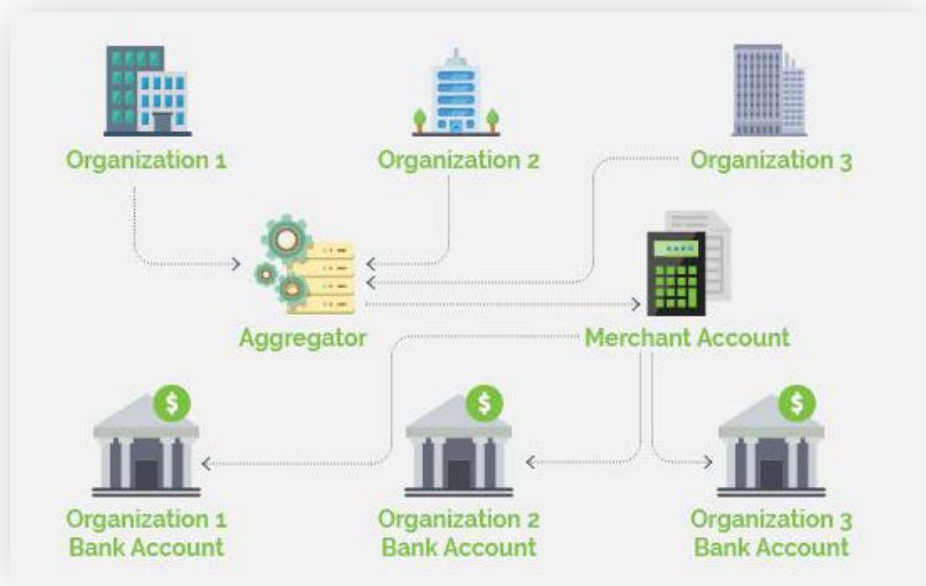 Organization 1
Organization 2
Organization 3
Aggregator
Merchant Account
$
$
$
Organization 1
Bank Account
Organization 2
Bank Account
Organization 3
Bank Account